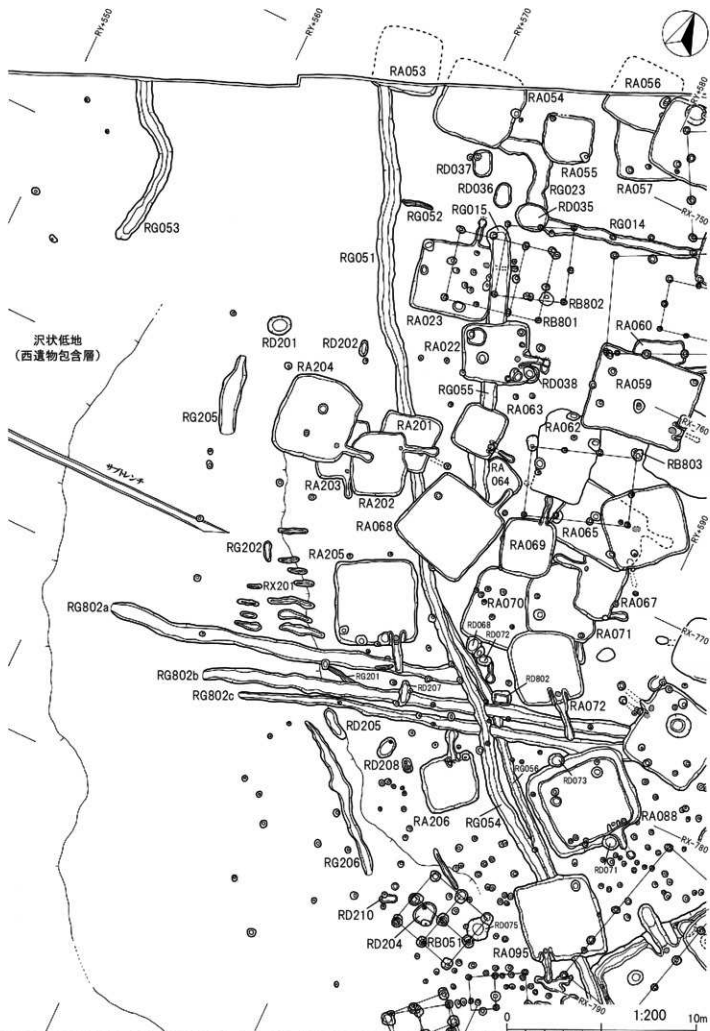 RY+550
RY+560
RY+570
RY+580
RA053
RA054
RA056
RD037
RA055
RG023
RA057
RD036
RD035
RX-750
RG053
RG052
RG015
RG014
RG051
RB802
RB801
RA023
沢状低地
(西遺物包含層)
RD201
RD202
RA022
RA060
RD038
RA059
RA204
RG055
RA063
RG205
RA201
RA062
RX-760
RB803
サブトレンチ
RA203
RA202
RA
064
RA068
RY+590
RG202
RA205
RA069
RA065
RX201
RG802a
RA070
RA067
RD068
RD072
RA071
RX-770
RG802b
RG201
RD207
RD802
RG802c
RA072
RD205
RD208
RG056
RD073
RA206
RG054
RA088
RX-780
RG206
RD071
RD210
RD204
RB051
RD075
RA095
RX-790
1:200
0
10m